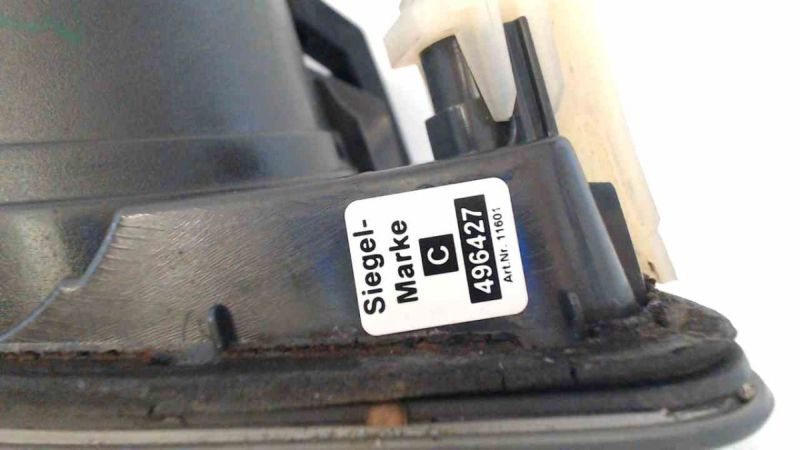 Siegel-
Marke
C
496427
Art.Nr. 11601